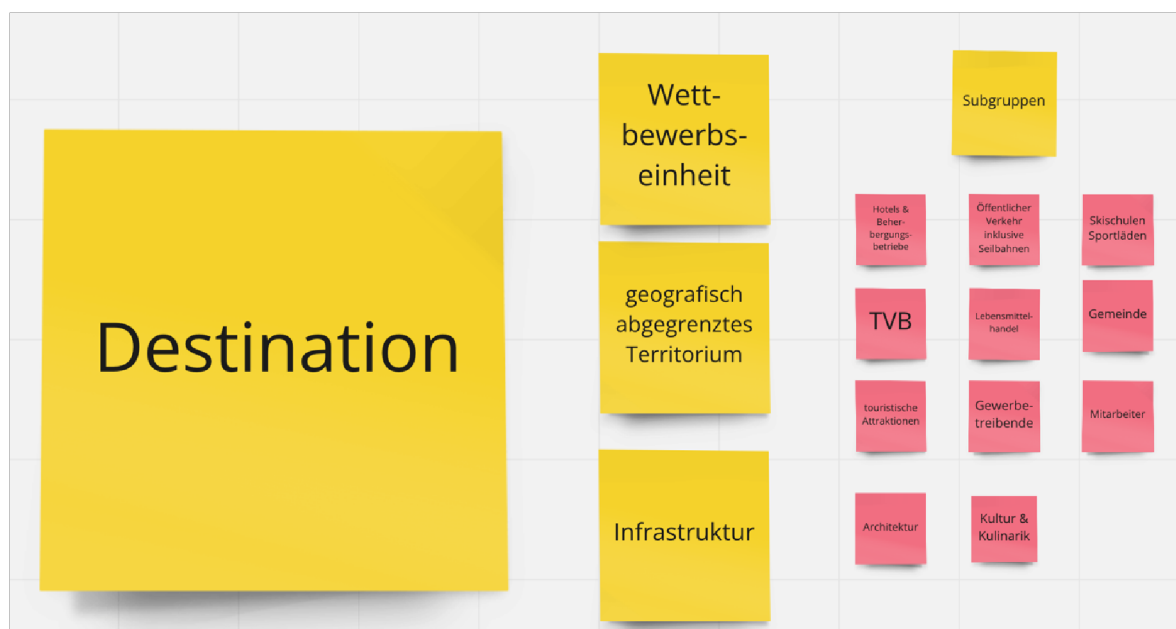 Destination
Wett-
bewerbs-
einheit
geografisch
abgegrenztes
Territorium
Infrastruktur
Subgruppen
Hotels &
Beher-
bergungs-
betriebe
Öffentlicher
Verkehr
inklusive
Seilbahnen
Skischulen
Sportläden
TVB
Lebensmittel-
handel
Gemeinde
touristische
Attraktionen
Gewerbe-
treibende
Mitarbeiter
Architektur
Kultur &
Kulinarik